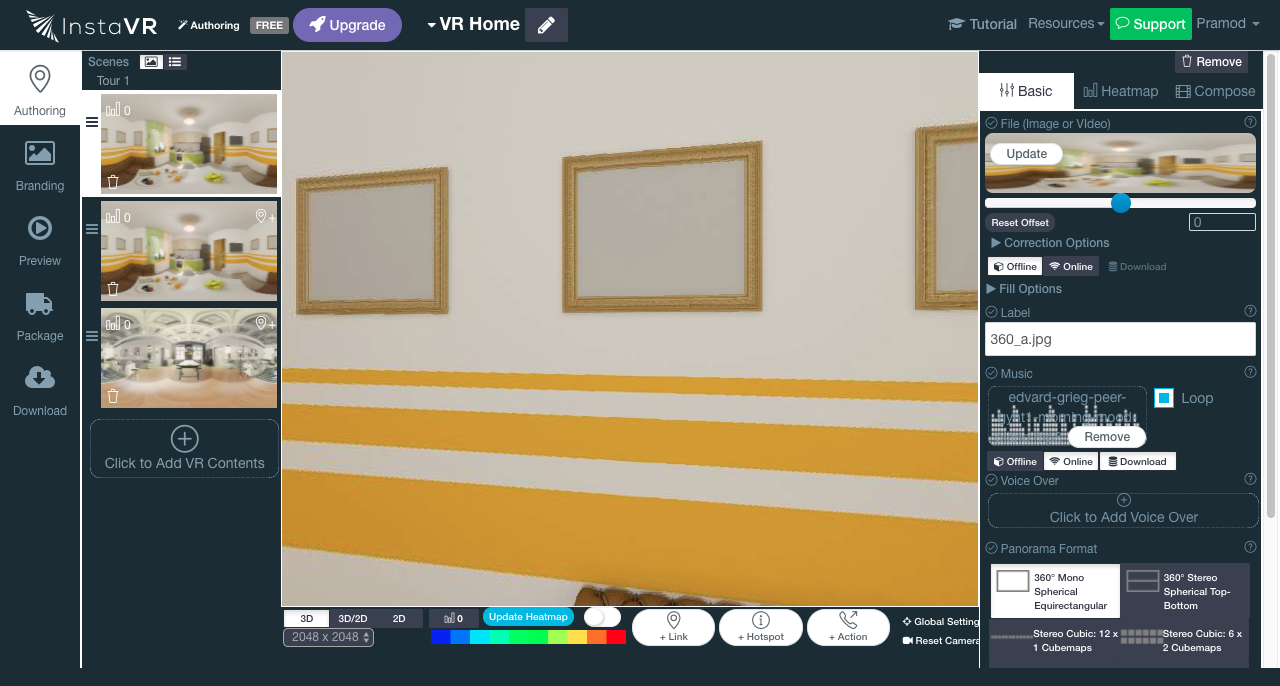 InstaVR
Authoring
FREE
Upgrade
VR Home
Tutorial
Resources
Support
Pramod
Authoring
Branding
Preview
Package
Download
Scenes
Tour 1
0
0
+
0
+
Click to Add VR Contents
3D
3D/2D
2D
0
Update Heatmap
2048 x 2048
+ Link
+ Hotspot
+ Action
Global Setting
Reset Camera
Remove
Basic
Heatmap
Compose
File (Image or VIdeo)
Update
Reset Offset
0
Correction Options
Offline
Online
Download
Fill Options
Label
360_a.jpg
Music
edvard-grieg-peer-
Loop
Remove
Offline
Online
Download
Voice Over
Click to Add Voice Over
Panorama Format
360° Mono
Spherical
Equirectangular
360° Stereo
Spherical Top-
Bottom
Stereo Cubic: 12 x
1 Cubemaps
Stereo Cubic: 6 x
2 Cubemaps